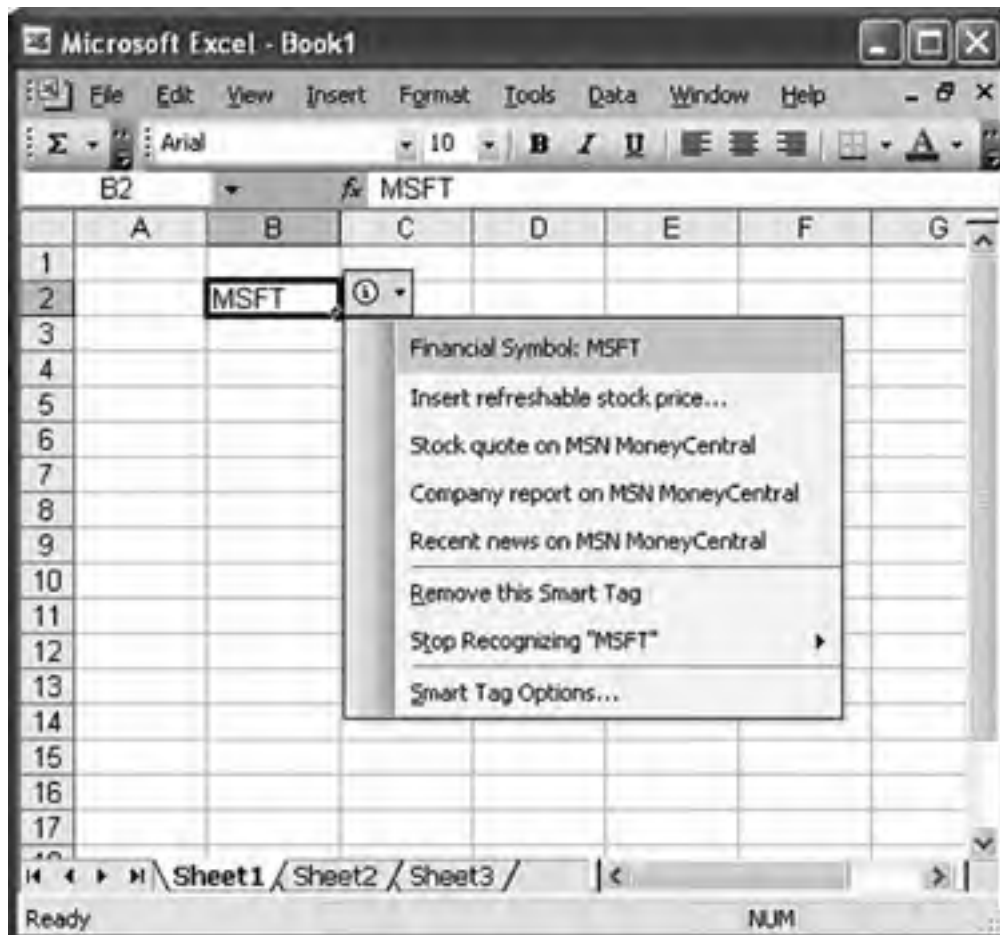 Microsoft Excel - Book1
File Edit View Insert Format Tools Data Window Help
Σ Arial 10 B I U A
B2 fx MSFT
A B C D E F G
1
2 MSFT
3
4
5
6
7
8
9
10
11
12
13
14
15
16
17
Financial Symbol: MSFT
Insert refreshable stock price...
Stock quote on MSN MoneyCentral
Company report on MSN MoneyCentral
Recent news on MSN MoneyCentral
Remove this Smart Tag
Stop Recognizing "MSFT"
Smart Tag Options...
Sheet1 Sheet2 Sheet3
Ready NUM